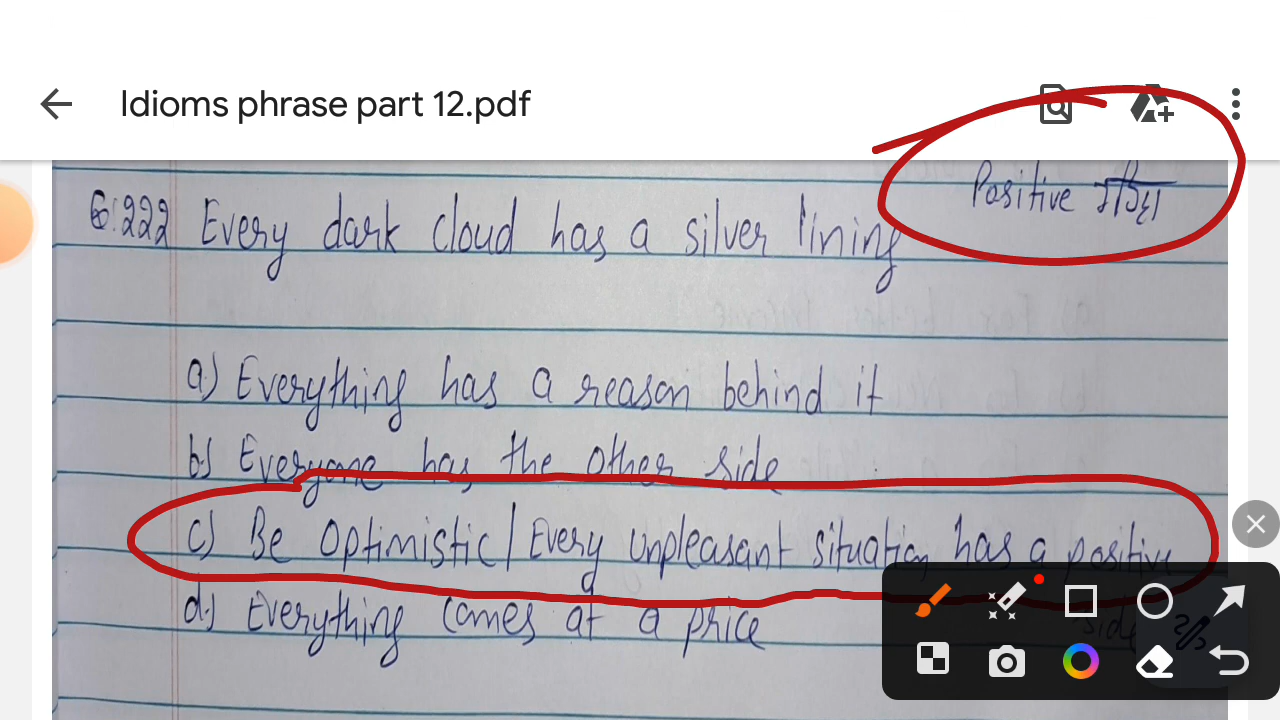 Idioms phrase part 12.pdf
Positive
6.222 Every dark cloud has a silver lining
a) Everything has a reason behind it
b) Everyone has the other side
c) Be Optimistic / Every unpleasant situation has a positive
side
d.) Everything comes at a price